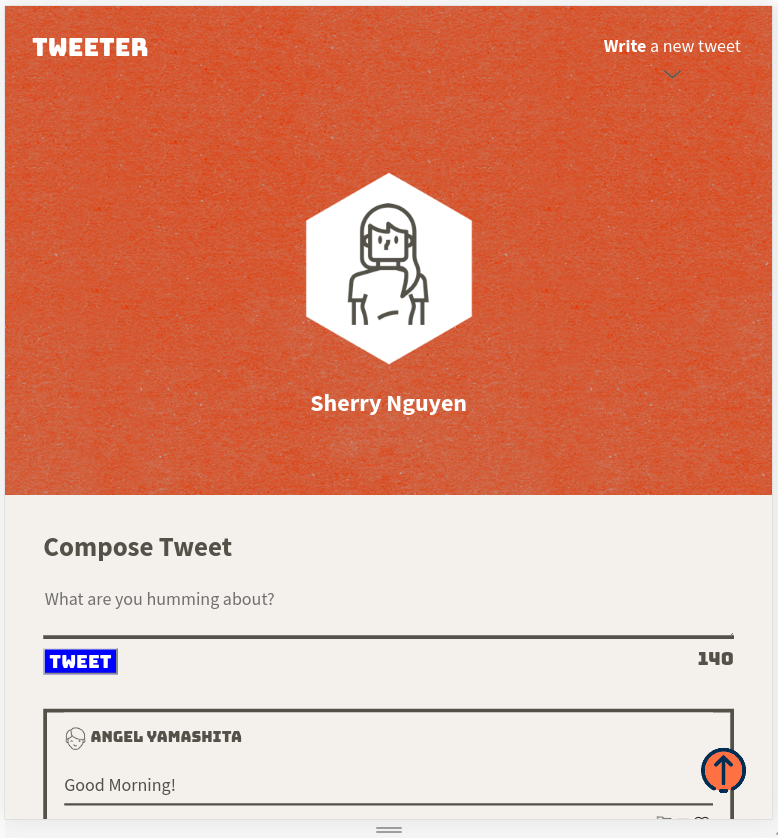 TWEETER
Write a new tweet
Sherry Nguyen
Compose Tweet
What are you humming about?
TWEET
140
ANGEL YAMASHITA
Good Morning!